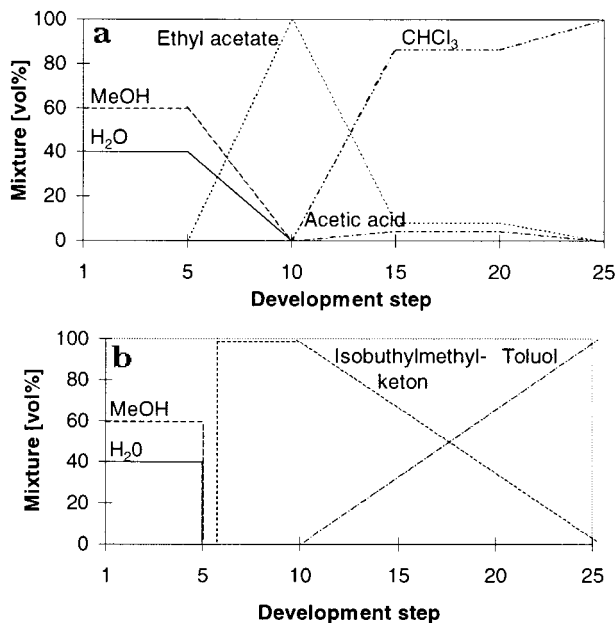 a
Ethyl acetate
CHCl3
MeOH
H2O
Acetic acid
Mixture [vol%]
100
80
60
40
20
0
1 5 10 15 20 25
Development step
b
Isobuthylmethyl-
keton
Toluol
MeOH
H20
Mixture [vol%]
100
80
60
40
20
0
1 5 10 15 20 25
Development step